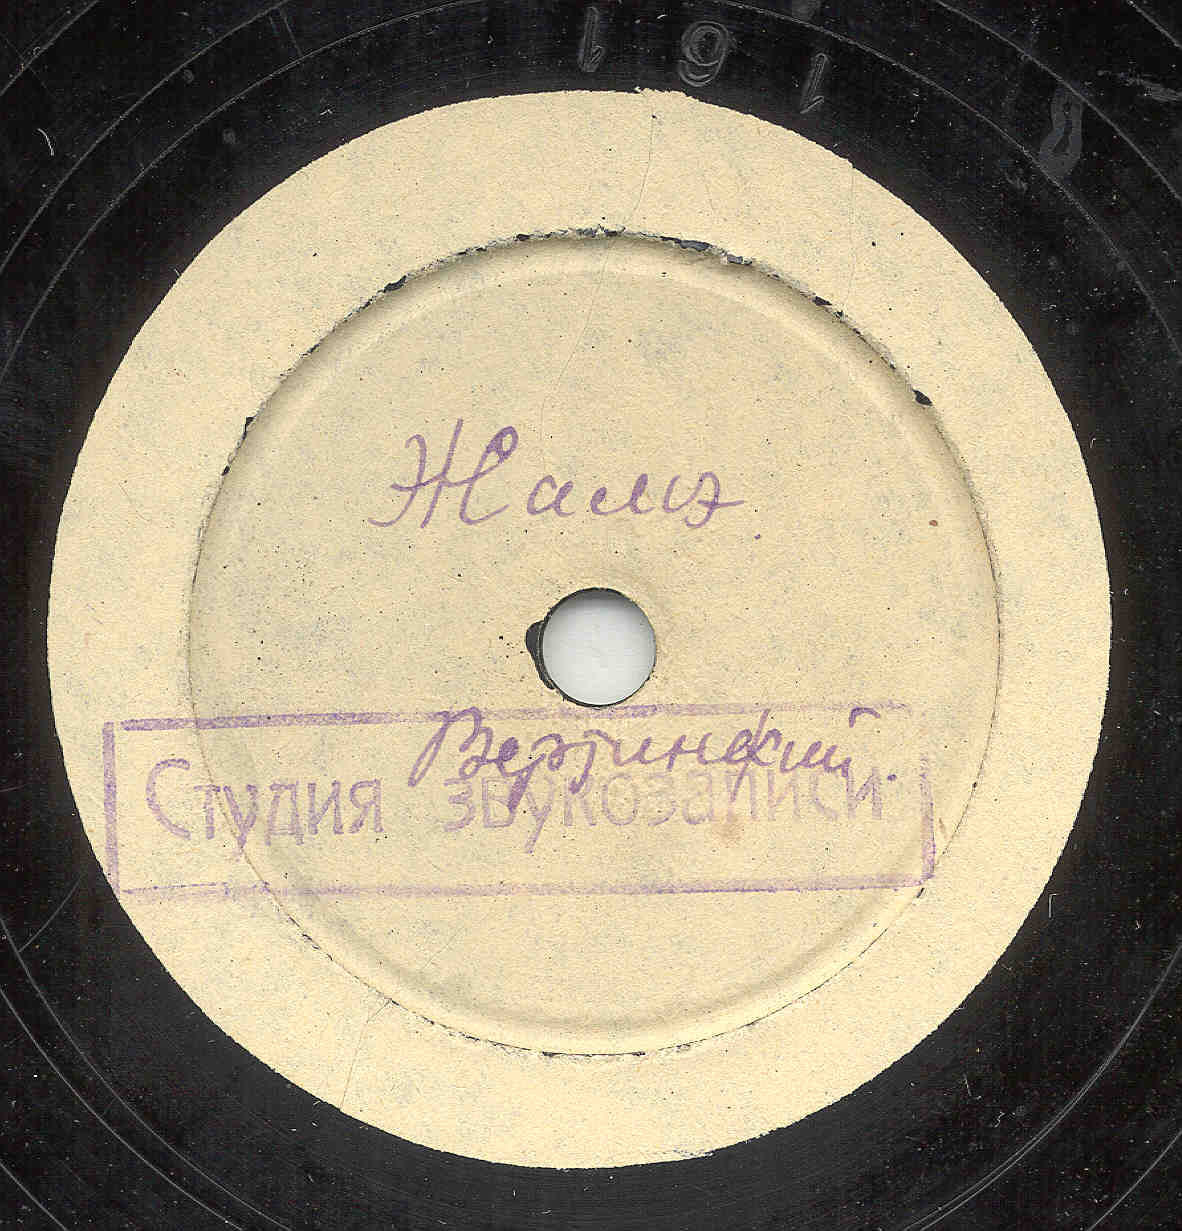 Жамэ
Вертинский.
Студия звукозаписи